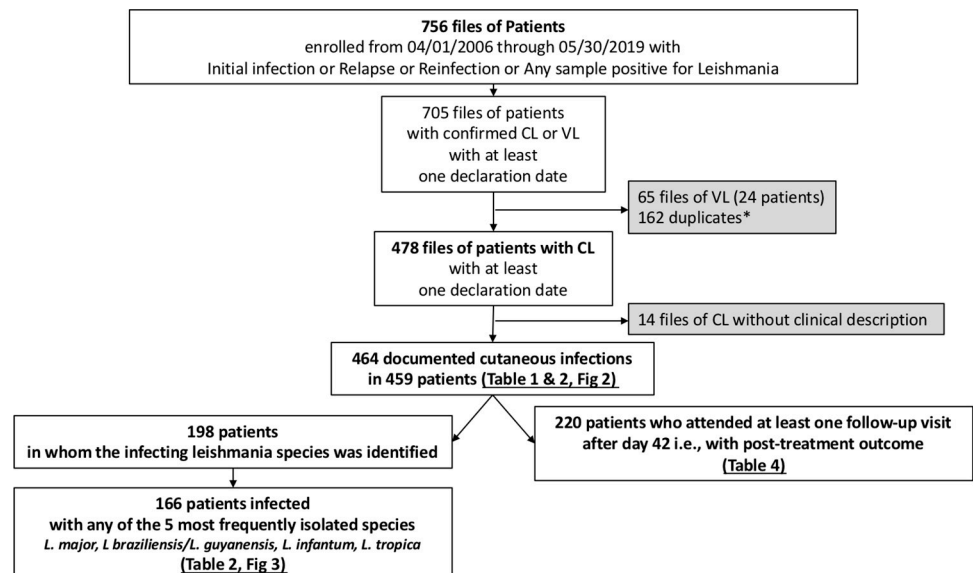 756 files of Patients
enrolled from 04/01/2006 through 05/30/2019 with
Initial infection or Relapse or Reinfection or Any sample positive for Leishmania
705 files of patients
with confirmed CL or VL
with at least
one declaration date
65 files of VL (24 patients)
162 duplicates*
478 files of patients with CL
with at least
one declaration date
14 files of CL without clinical description
464 documented cutaneous infections
in 459 patients (Table 1 & 2, Fig 2)
198 patients
in whom the infecting leishmania species was identified
220 patients who attended at least one follow-up visit
after day 42 i.e., with post-treatment outcome
(Table 4)
166 patients infected
with any of the 5 most frequently isolated species
L. major, L braziliensis/L. guyanensis, L. infantum, L. tropica
(Table 2, Fig 3)